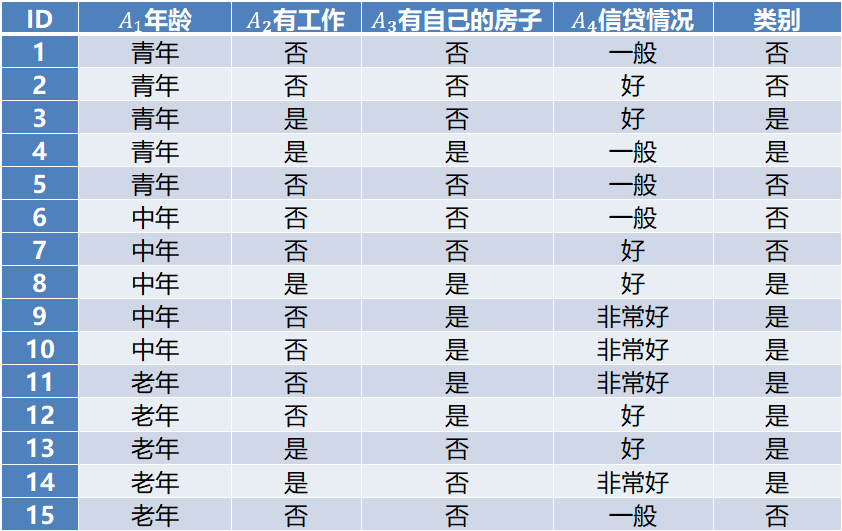 ID A₁年龄 A₂有工作 A₃有自己的房子 A₄信贷情况 类别
1 青年 否 否 一般 否
2 青年 否 否 好 否
3 青年 是 否 好 是
4 青年 是 是 一般 是
5 青年 否 否 一般 否
6 中年 否 否 一般 否
7 中年 否 否 好 否
8 中年 是 是 好 是
9 中年 否 是 非常好 是
10 中年 否 是 非常好 是
11 老年 否 是 非常好 是
12 老年 否 是 好 是
13 老年 是 否 好 是
14 老年 是 否 非常好 是
15 老年 否 否 一般 否